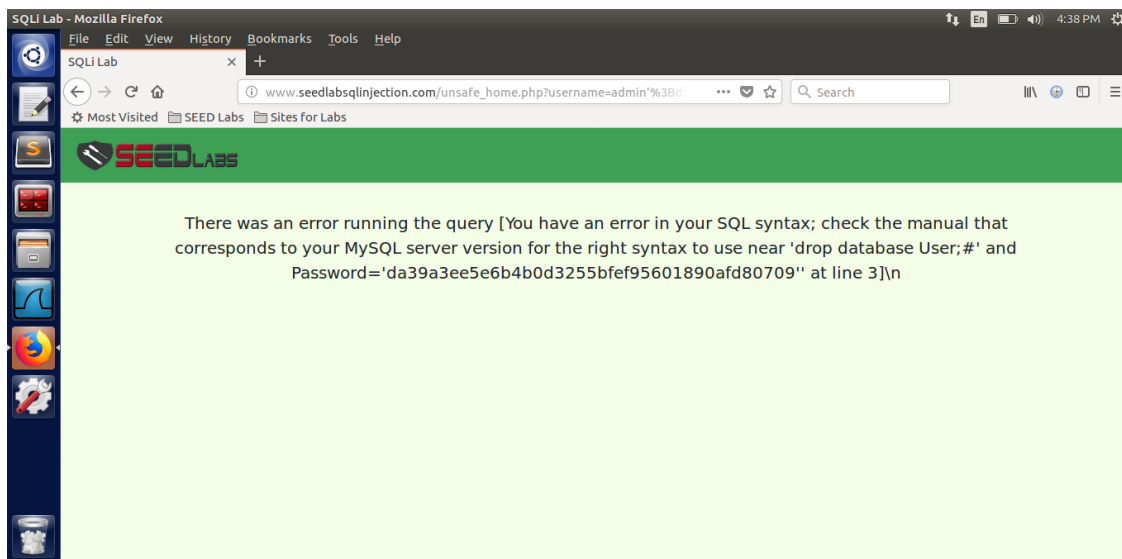 SQLi Lab - Mozilla Firefox
En
4:38 PM
File Edit View History Bookmarks Tools Help
SQLi Lab
www.seedlabsqlinjection.com/unsafe_home.php?username=admin'%3Bd
Search
Most Visited SEED Labs Sites for Labs
SEEDLABS
There was an error running the query [You have an error in your SQL syntax; check the manual that
corresponds to your MySQL server version for the right syntax to use near 'drop database User;#' and
Password='da39a3ee5e6b4b0d3255bfef95601890afd80709'' at line 3]\n